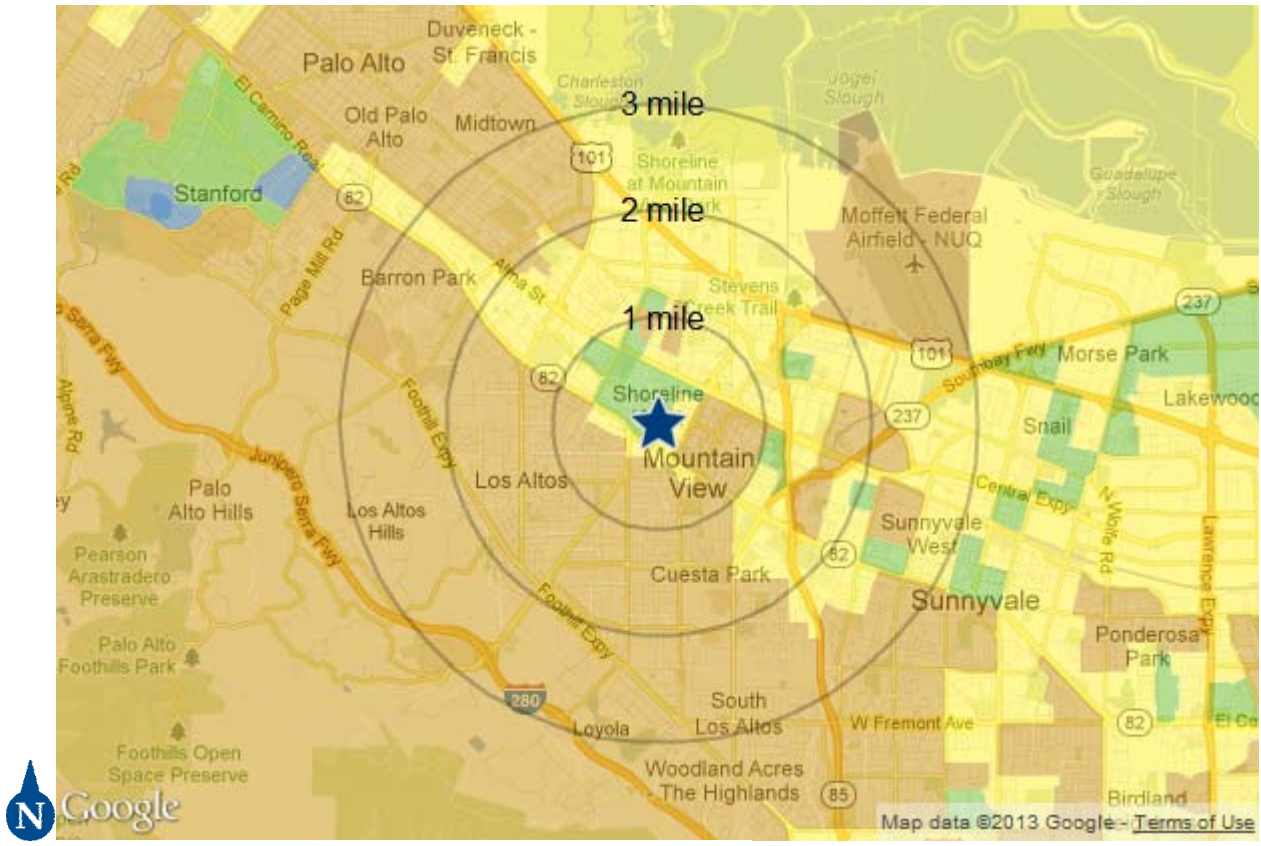 Duveneck -
St. Francis
Palo Alto
Charleston
Slough
Jogel
Slough
El Camino Real
3 mile
Old Palo
Alto
Midtown
101
Shoreline
at Mountain
Guadalupe
Slough
Stanford
82
2 mile
Moffett Federal
Airfield - NUQ
Page Mill Rd
Barron Park
Alma St
Stevens
Creek Trail
237
1 mile
Serra Fwy
101
Southbay Fwy
Morse Park
82
Shoreline
Lakewood
Alpine Rd
Foothill Expy
237
Snail
Mountain
View
Junipero Serra Fwy
Los Altos
Palo
Alto Hills
Los Altos
Hills
Central Expy
N Wolfe Rd
Lawrence Expy
Sunnyvale
West
Pearson -
Arastradero
Preserve
82
Cuesta Park
Foothill Expy
Sunnyvale
Palo Alto
Foothills Park
Ponderosa
Park
280
South
Los Altos
Loyola
W Fremont Ave
82
El Ca
Foothills Open
Space Preserve
Woodland Acres
- The Highlands
85
Birdland
N
Google
Map data ©2013 Google - Terms of Use